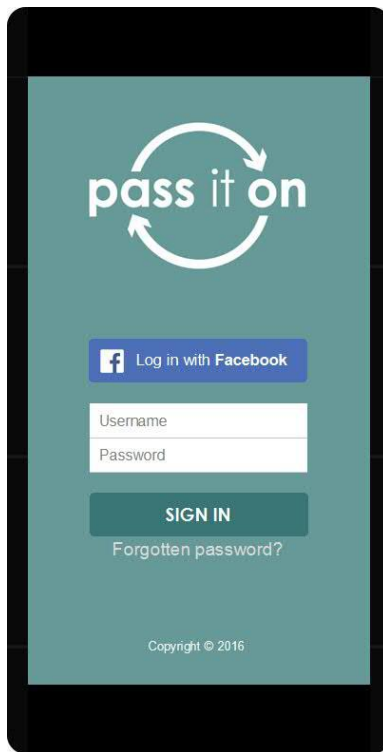 pass it on
Log in with Facebook
Username
Password
SIGN IN
Forgotten password?
Copyright © 2016